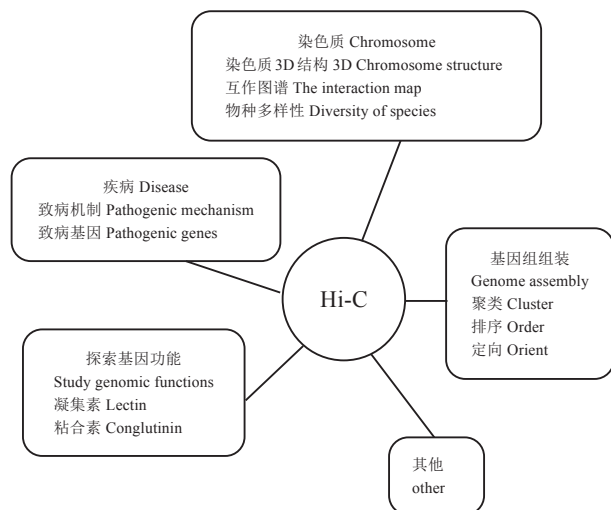 染色质 Chromosome
染色质 3D 结构 3D Chromosome structure
互作图谱 The interaction map
物种多样性 Diversity of species
疾病 Disease
致病机制 Pathogenic mechanism
致病基因 Pathogenic genes
Hi-C
基因组组装
Genome assembly
聚类 Cluster
排序 Order
定向 Orient
探索基因功能
Study genomic functions
凝集素 Lectin
粘合素 Conglutinin
其他
other